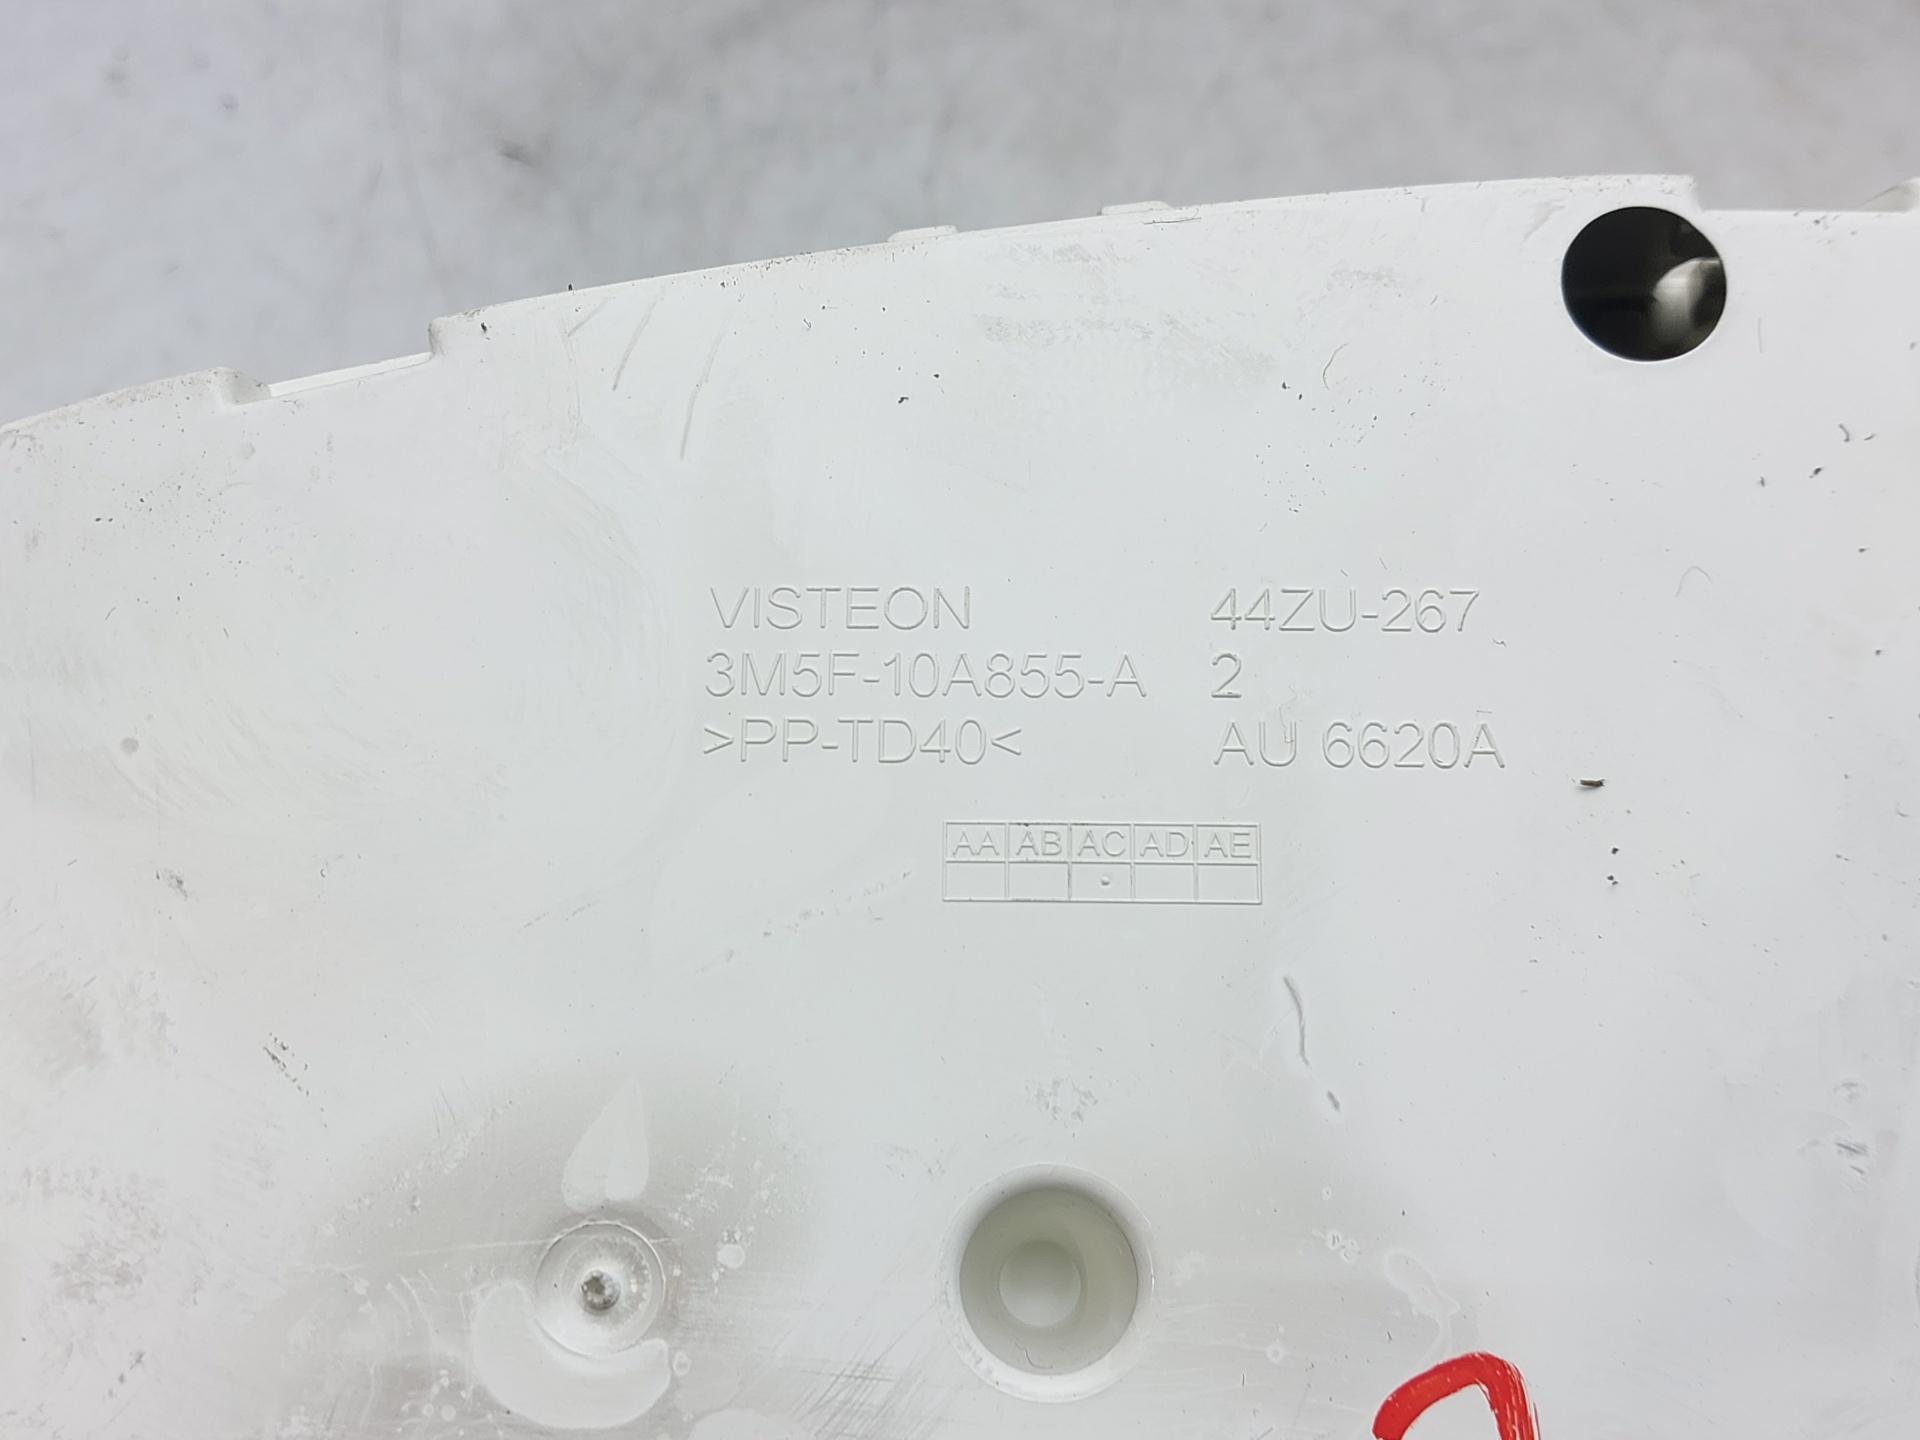 VISTEON 44ZU-267
3M5F-10A855-A 2
>PP-TD40< AU 6620A
AA AB AC AD AE